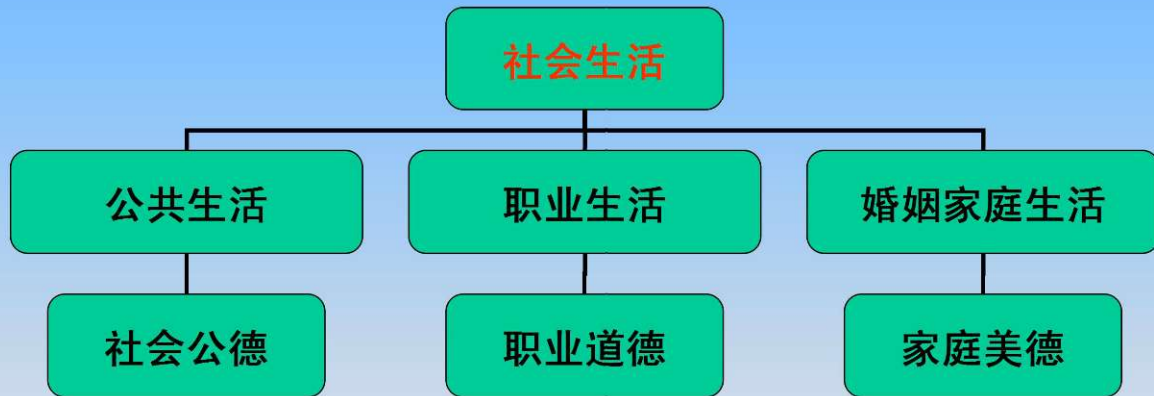 社会生活
公共生活
职业生活
婚姻家庭生活
社会公德
职业道德
家庭美德